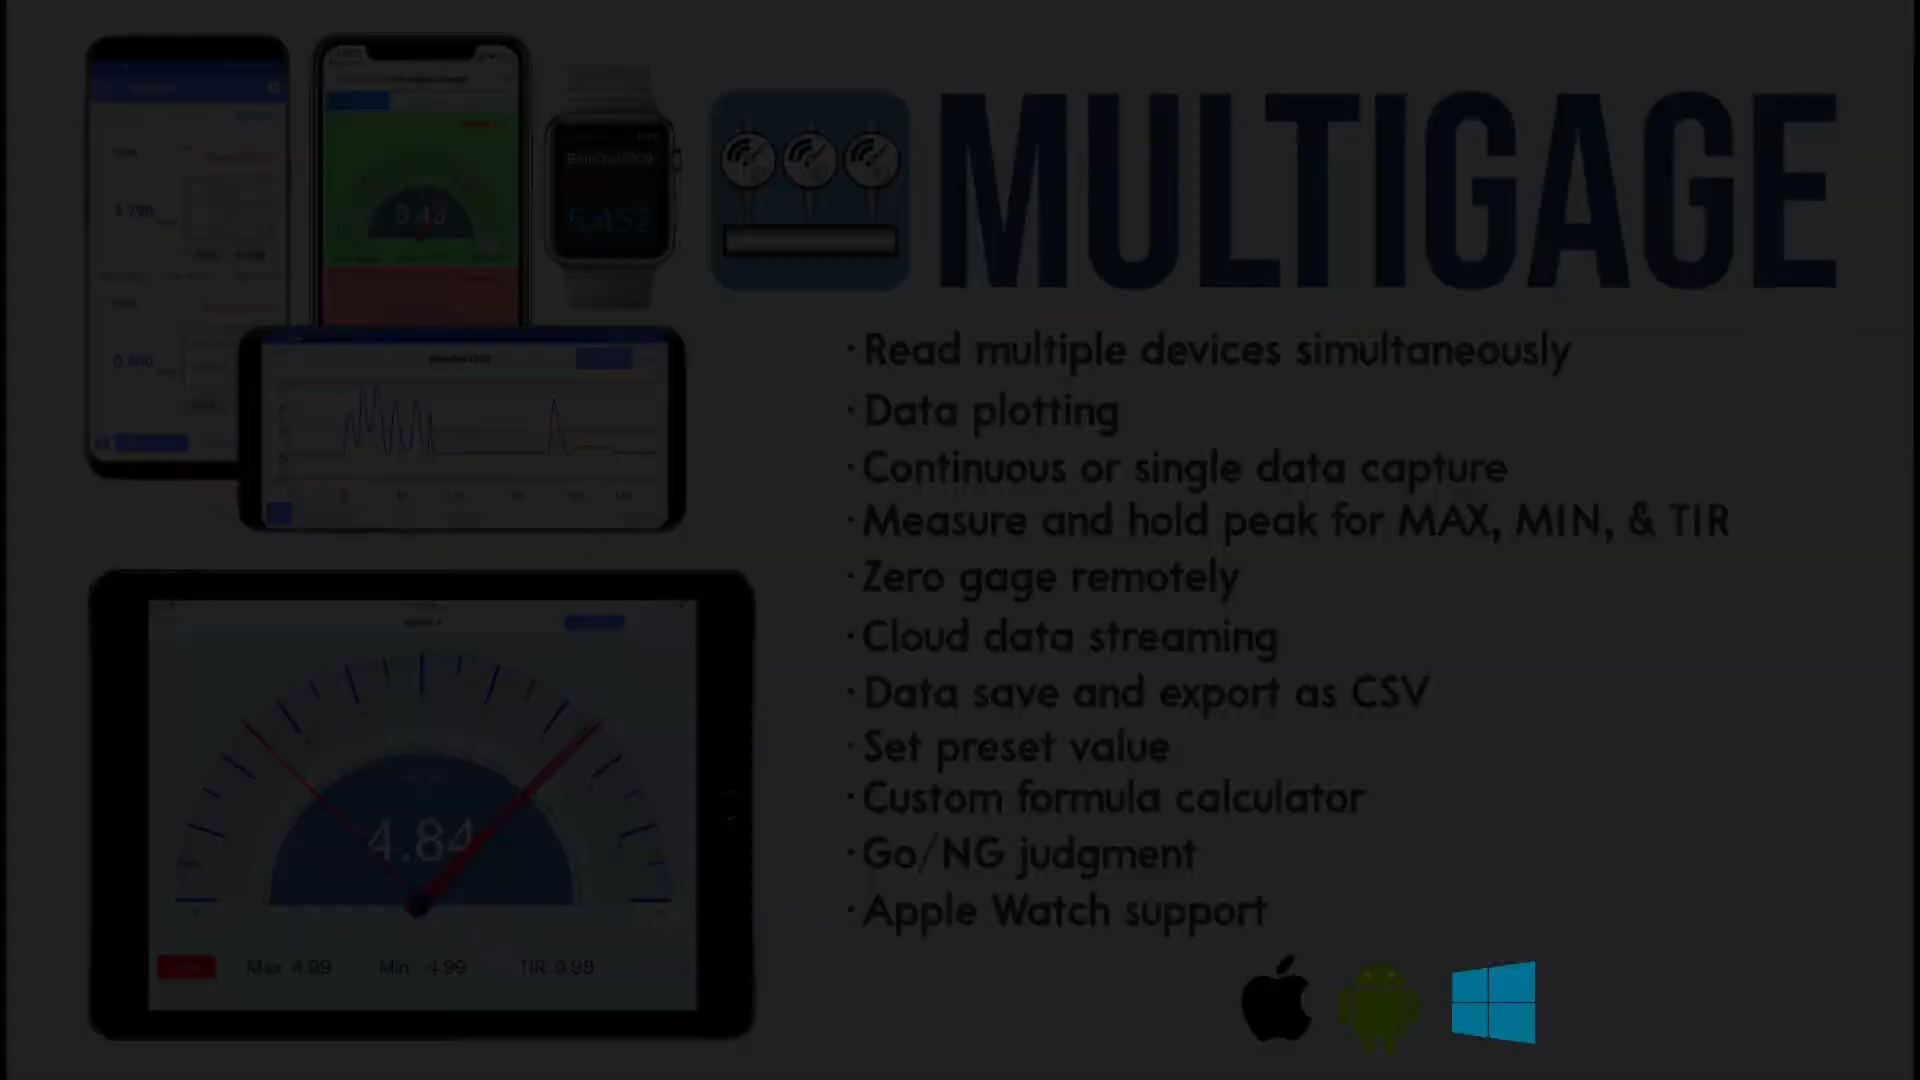 MULTIGAGE
· Read multiple devices simultaneously
· Data plotting
· Continuous or single data capture
· Measure and hold peak for MAX, MIN, & TIR
· Zero gage remotely
· Cloud data streaming
· Data save and export as CSV
· Set preset value
· Custom formula calculator
· Go/NG judgment
· Apple Watch support
5.452
4.84
Max 4.99 Min -4.99 TIR 9.99